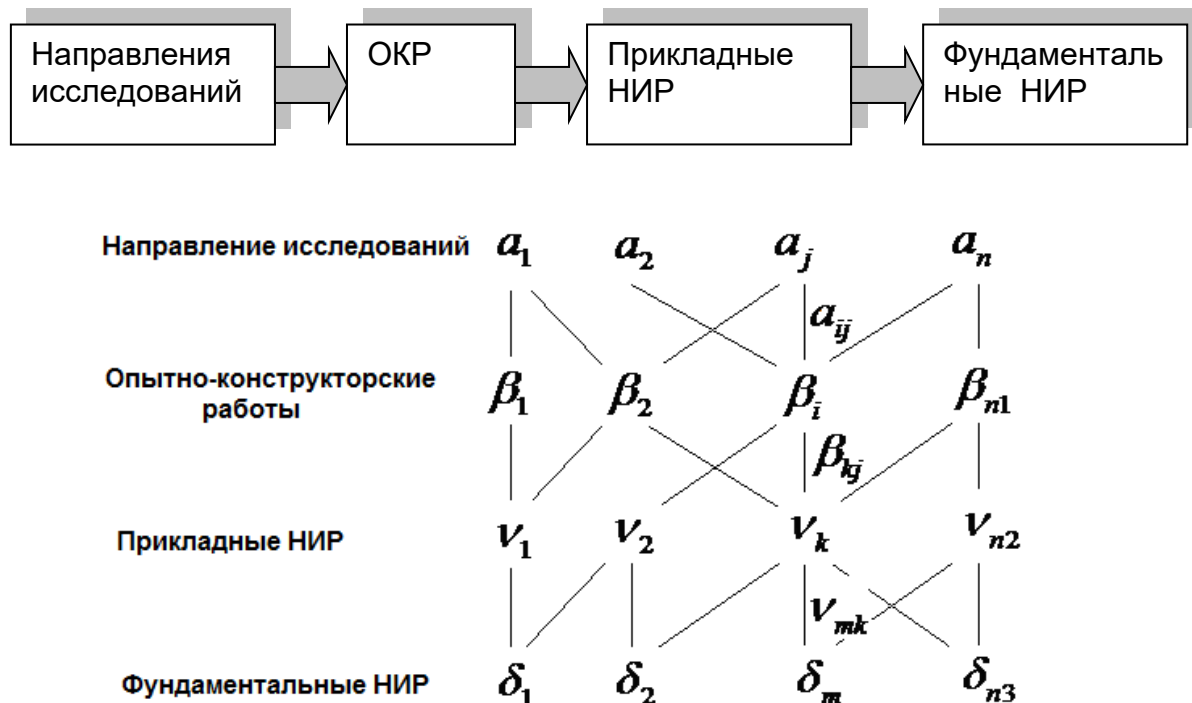 Направления
исследований
ОКР
Прикладные
НИР
Фундаменталь
ные НИР
Направление исследований a₁ a₂ aⱼ aₙ
aᵢⱼ
Опытно-конструкторские
работы
β₁ β₂ βᵢ βₙ₁
βₖⱼ
Прикладные НИР ν₁ ν₂ νₖ νₙ₂
νₘₖ
Фундаментальные НИР δ₁ δ₂ δₘ δₙ₃